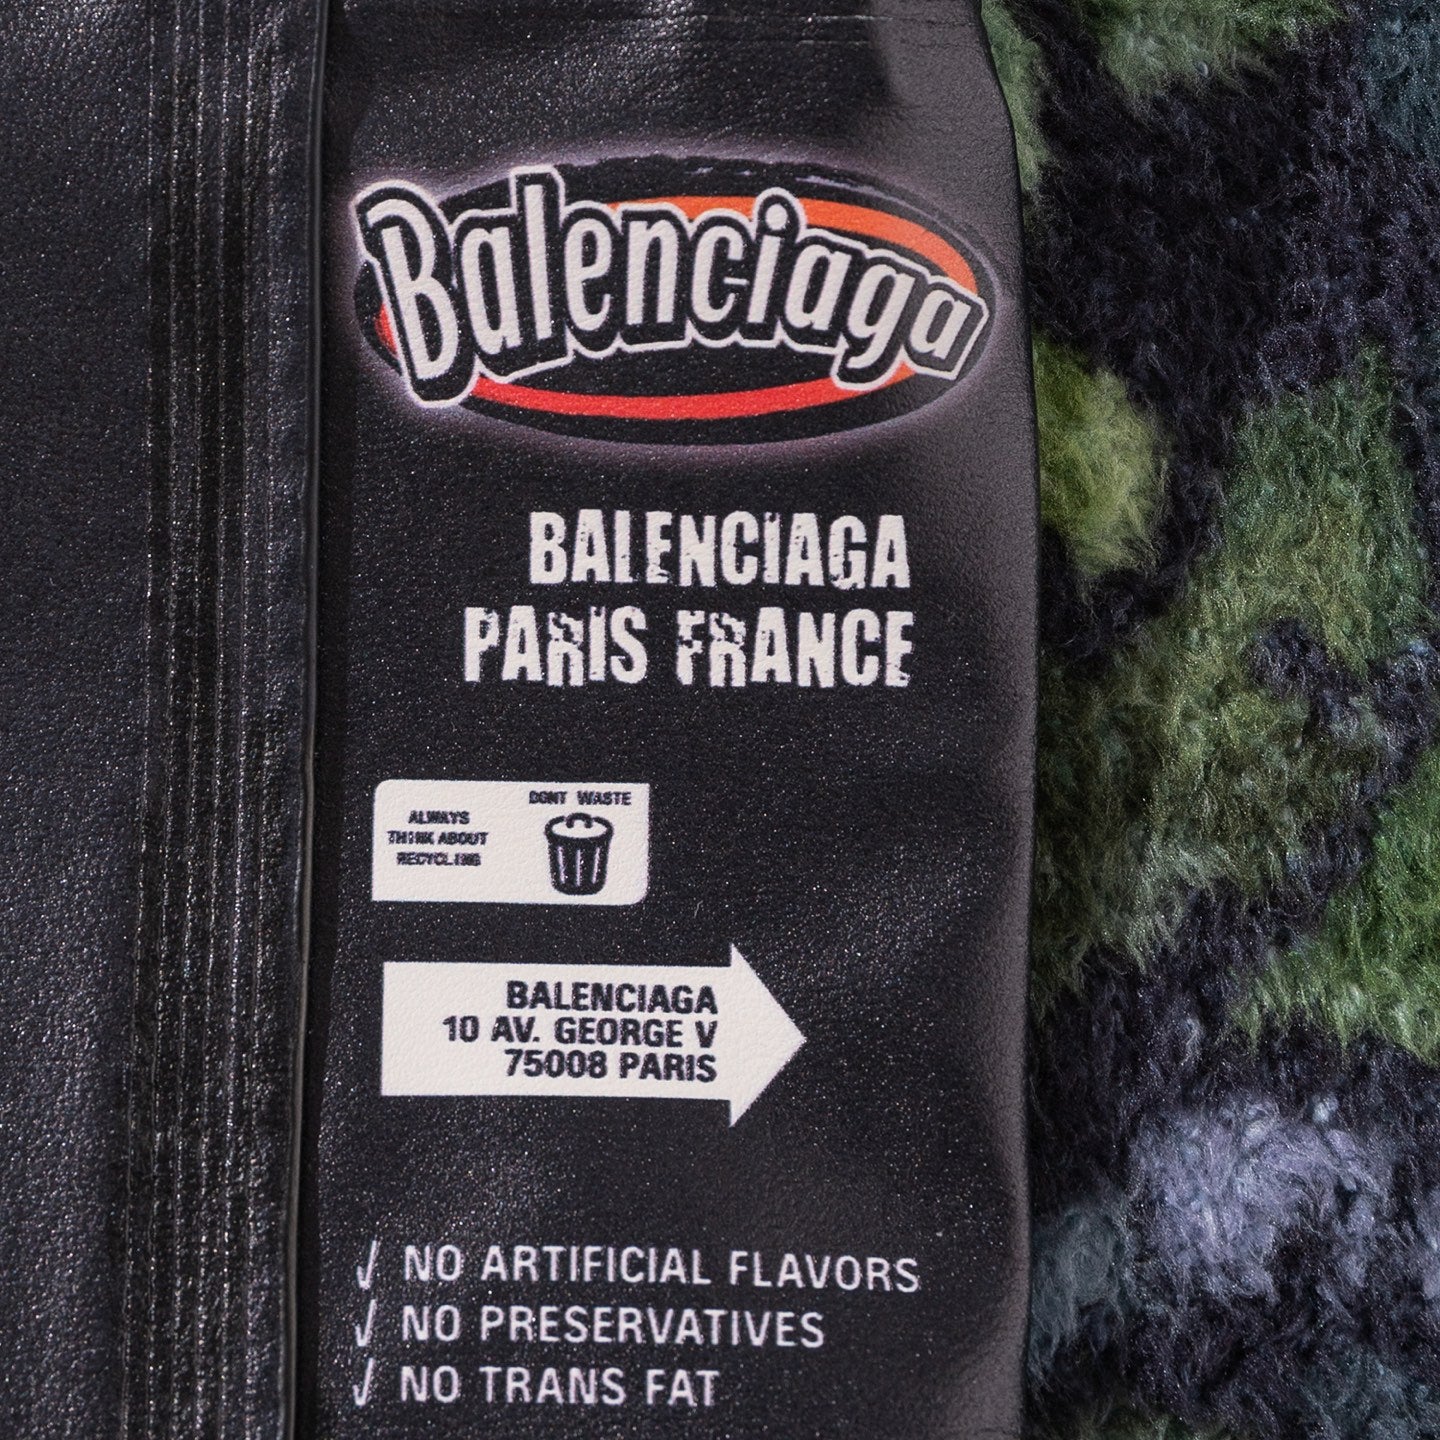 Balenciaga
BALENCIAGA
PARIS FRANCE
DONT WASTE
ALWAYS
THINK ABOUT
RECYCLING
BALENCIAGA
10 AV. GEORGE V
75008 PARIS
√ NO ARTIFICIAL FLAVORS
√ NO PRESERVATIVES
√ NO TRANS FAT